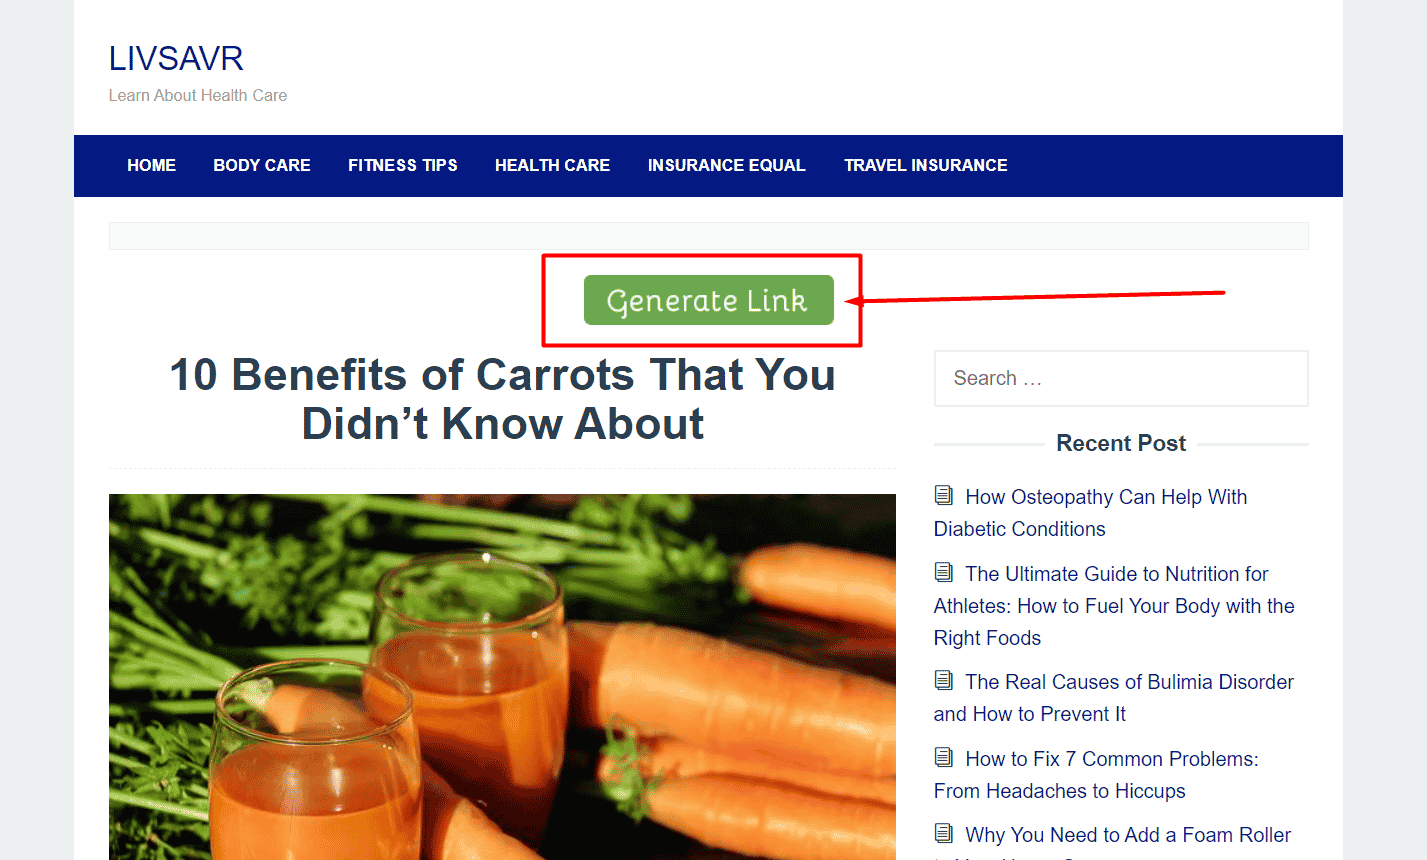 LIVSAVR
Learn About Health Care
HOME BODY CARE FITNESS TIPS HEALTH CARE INSURANCE EQUAL TRAVEL INSURANCE
Generate Link
10 Benefits of Carrots That You
Didn’t Know About
Search …
Recent Post
How Osteopathy Can Help With
Diabetic Conditions
The Ultimate Guide to Nutrition for
Athletes: How to Fuel Your Body with the
Right Foods
The Real Causes of Bulimia Disorder
and How to Prevent It
How to Fix 7 Common Problems:
From Headaches to Hiccups
Why You Need to Add a Foam Roller